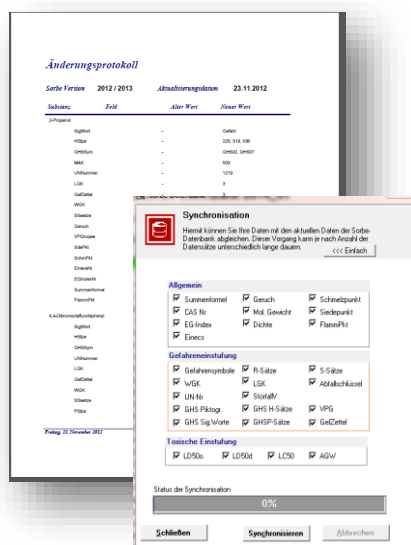 Änderungsprotokoll
Sorbe Version 2012 / 2013 Aktualisierungsdatum 23.11.2012
Substanz Feld Alter Wert Neuer Wert
2-Propanol
SigWort - Gefahr
HSätze - 225, 319, 336
GHSSym - GHS02, GHS07
MAK - 500
UNNummer - 1219
LGK - 3
GefZettel - 3
WGK
SSaetze
Geruch
VPGruppe
SdePkt
SchmPkt
EinecsNr
EGIndexNr
Summenformel
FlammPkt
SigWort
HSätze
GHSSym
UNNummer
LGK
GefZettel
WGK
SSaetze
PSätze
Freitag, 23. November 2012
Synchronisation
Hiermit können Sie Ihre Daten mit den aktuellen Daten der Sorbe-
Datenbank abgleichen. Dieser Vorgang kann je nach Anzahl der
Datensätze unterschiedlich lange dauern.
<<< Einfach
Allgemein
Summenformel Geruch Schmelzpunkt
CAS Nr Mol. Gewicht Siedepunkt
EG-Index Dichte FlammPkt
Einecs
Gefahreneinstufung
Gefahrensymbole R-Sätze S-Sätze
WGK LGK Abfallschlüssel
UN-Nr StörfallV
GHS Piktogr. GHS H-Sätze VPG
GHS Sig.Worte GHSP-Sätze GefZettel
Toxische Einstufung
LD50o LD50d LC50 AGW
Status der Synchronisation
0%
Schließen Synchronisieren Abbrechen